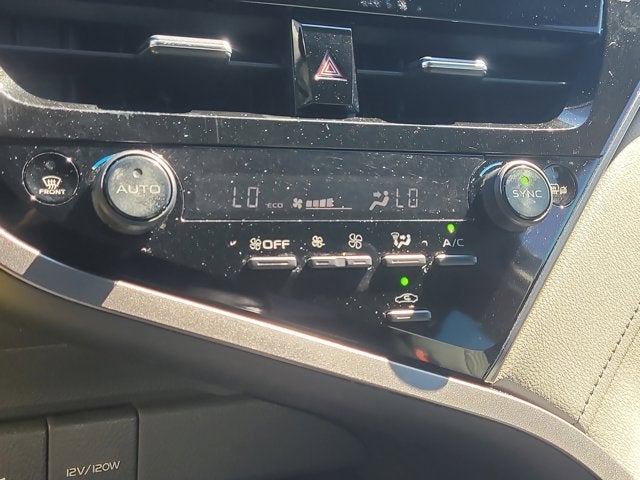 FRONT
AUTO
LO ECO LO
SYNC
OFF
A/C
12V/120W